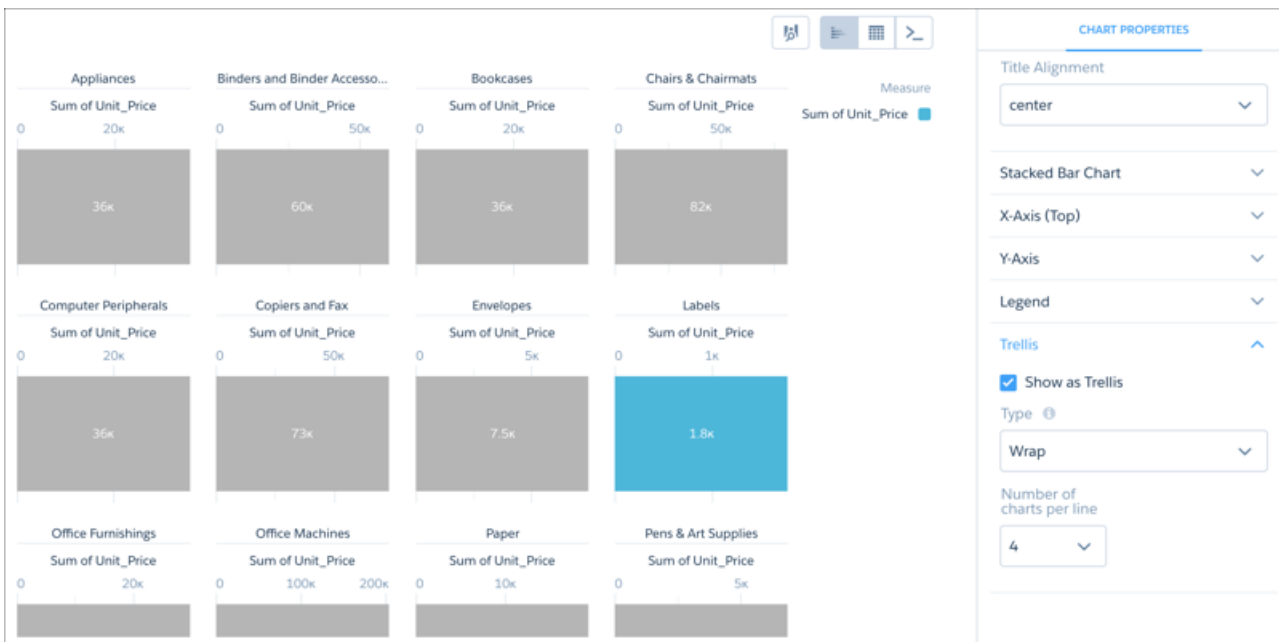 CHART PROPERTIES
Title Alignment
center
Stacked Bar Chart
X-Axis (Top)
Y-Axis
Legend
Trellis
Show as Trellis
Type
Wrap
Number of
charts per line
4
Measure
Sum of Unit_Price
Appliances Binders and Binder Accesso... Bookcases Chairs & Chairmats
Sum of Unit_Price Sum of Unit_Price Sum of Unit_Price Sum of Unit_Price
0 20K 0 50K 0 20K 0 50K
36K 60K 36K 82K
Computer Peripherals Copiers and Fax Envelopes Labels
Sum of Unit_Price Sum of Unit_Price Sum of Unit_Price Sum of Unit_Price
0 20K 0 50K 0 5K 0 1K
36K 73K 7.5K 1.8K
Office Furnishings Office Machines Paper Pens & Art Supplies
Sum of Unit_Price Sum of Unit_Price Sum of Unit_Price Sum of Unit_Price
0 20K 0 100K 200K 0 10K 0 5K